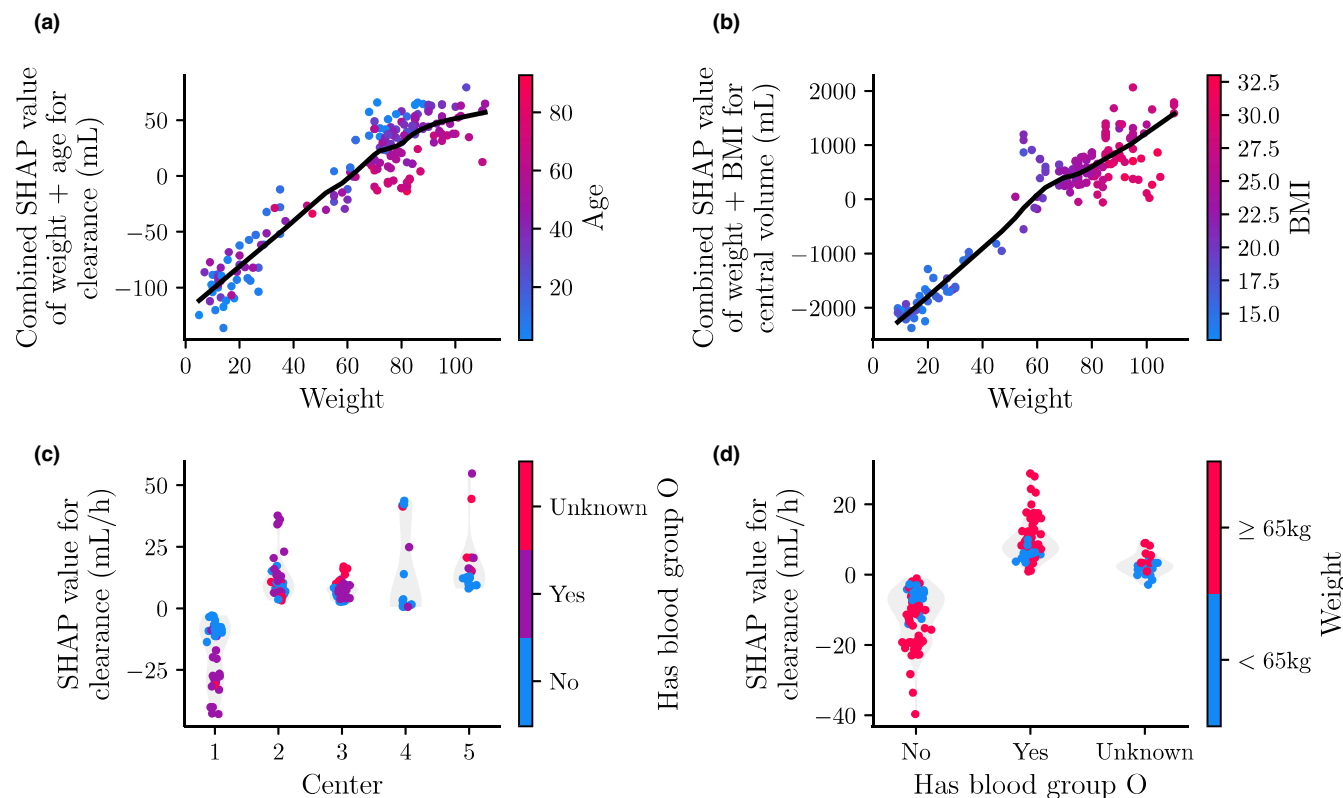 (a)
Combined SHAP value
of weight + age for
clearance (mL)
50
0
−50
−100
0 20 40 60 80 100
Weight
80
60
40
20
Age
(b)
Combined SHAP value
of weight + BMI for
central volume (mL)
2000
1000
0
−1000
−2000
0 20 40 60 80 100
Weight
32.5
30.0
27.5
25.0
22.5
20.0
17.5
15.0
BMI
(c)
SHAP value for
clearance (mL/h)
50
25
0
−25
1 2 3 4 5
Center
Unknown
Yes
No
Has blood group O
(d)
SHAP value for
clearance (mL/h)
20
0
−20
−40
No Yes Unknown
Has blood group O
≥ 65kg
< 65kg
Weight